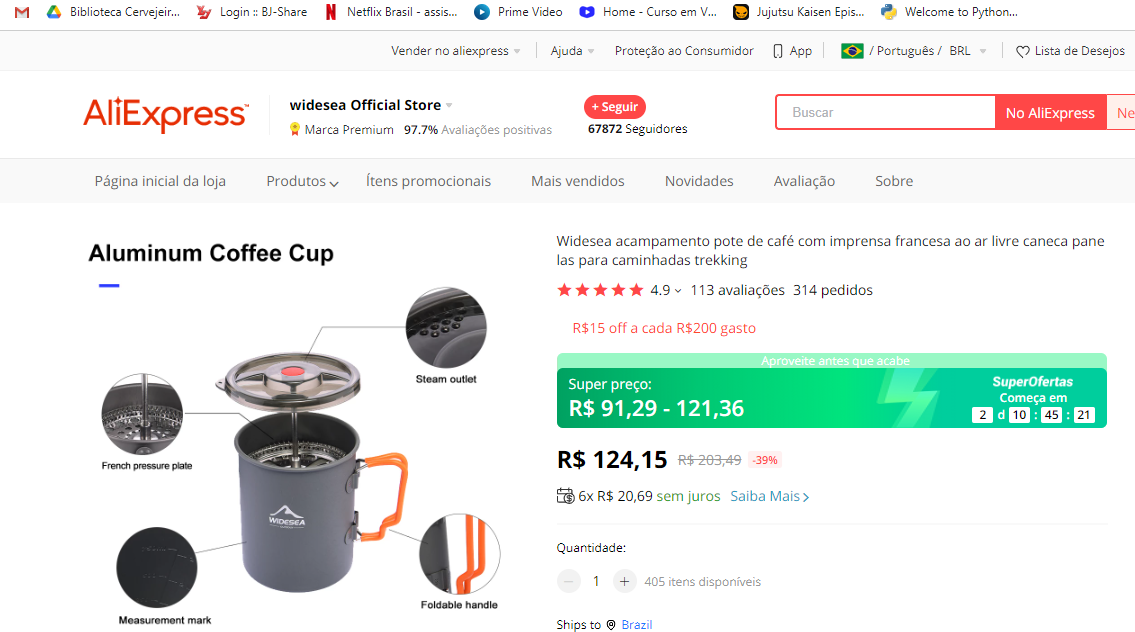 Biblioteca Cervejeir... Login :: BJ-Share Netflix Brasil - assis... Prime Video Home - Curso em V... Jujutsu Kaisen Epis... Welcome to Python...
Vender no aliexpress Ajuda Proteção ao Consumidor App / Português / BRL Lista de Desejos
AliExpress™
widesea Official Store
Marca Premium 97.7% Avaliações positivas
+ Seguir
67872 Seguidores
Buscar No AliExpress Ne
Página inicial da loja Produtos Ítens promocionais Mais vendidos Novidades Avaliação Sobre
Aluminum Coffee Cup
Steam outlet
French pressure plate
WIDESEA
Measurement mark
Foldable handle
Widesea acampamento pote de café com imprensa francesa ao ar livre caneca pane
las para caminhadas trekking
4.9 113 avaliações 314 pedidos
R$15 off a cada R$200 gasto
Aproveite antes que acabe
Super preço:
R$ 91,29 - 121,36
SuperOfertas
Começa em
2 d 10 : 45 : 21
R$ 124,15 R$ 203,49 -39%
6x R$ 20,69 sem juros Saiba Mais
Quantidade:
1 + 405 itens disponíveis
Ships to Brazil